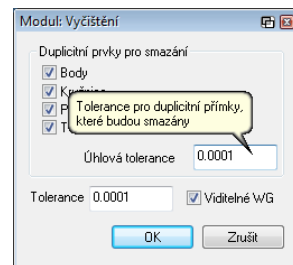 Modul: Vyčištění
Duplicitní prvky pro smazání
Body
Tolerance pro duplicitní přímky,
které budou smazány
Úhlová tolerance 0.0001
Tolerance 0.0001 Viditelné WG
OK Zrušit